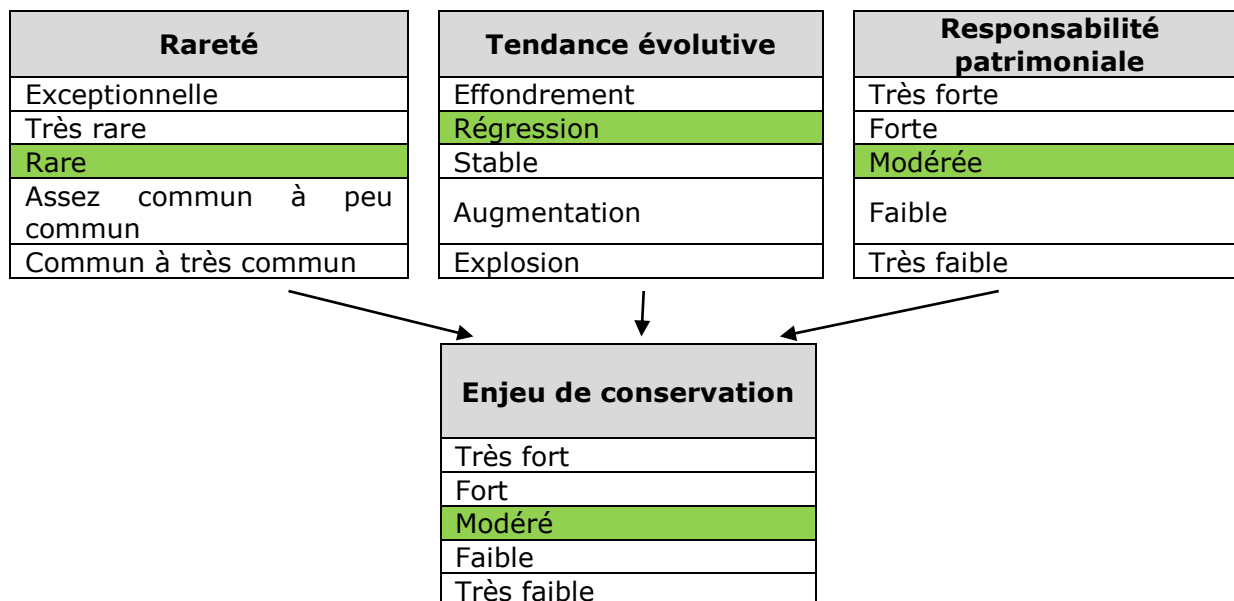 Rareté
Exceptionnelle
Très rare
Rare
Assez commun à peu
commun
Commun à très commun
Tendance évolutive
Effondrement
Régression
Stable
Augmentation
Explosion
Responsabilité
patrimoniale
Très forte
Forte
Modérée
Faible
Très faible
Enjeu de conservation
Très fort
Fort
Modéré
Faible
Très faible